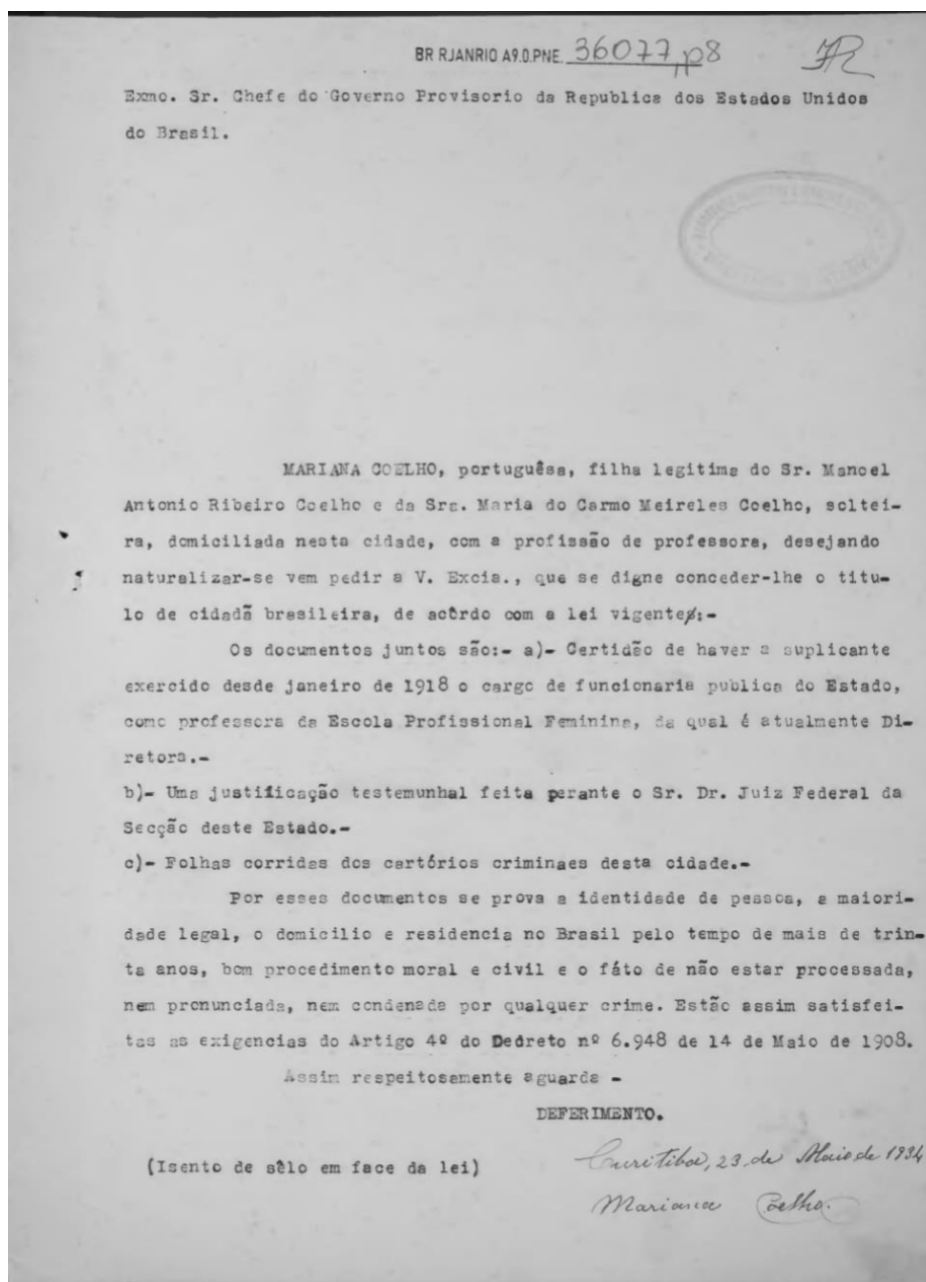 BR RJANRIO A9.0.PNE. 36077, p8
Exmo. Sr. Chefe do Governo Provisorio da Republica dos Estados Unidos
do Brasil.
MARIANA COELHO, portuguêsa, filha legitima do Sr. Manoel
Antonio Ribeiro Coelho e da Sra. Maria do Carmo Meireles Coelho, soltei-
ra, domiciliada nesta cidade, com a profissão de professora, desejando
naturalizar-se vem pedir a V. Excia., que se digne conceder-lhe o titu-
lo de cidadã brasileira, de acôrdo com a lei vigente:-
Os documentos juntos são:- a)- Certidão de haver a suplicante
exercido desde janeiro de 1918 o cargo de funcionaria publica do Estado,
como professora da Escola Profissional Feminina, da qual é atualmente Di-
retora.-
b)- Uma justificação testemunhal feita perante o Sr. Dr. Juiz Federal da
Secção deste Estado.-
c)- Folhas corridas dos cartórios criminaes desta cidade.-
Por esses documentos se prova a identidade de pessoa, a maiori-
dade legal, o domicilio e residencia no Brasil pelo tempo de mais de trin-
ta anos, bom procedimento moral e civil e o fáto de não estar processada,
nem pronunciada, nem condenada por qualquer crime. Estão assim satisfei-
tas as exigencias do Artigo 4º do Dedreto nº 6.948 de 14 de Maio de 1908.
Assim respeitosamente aguarda -
DEFERIMENTO.
Curitiba, 23 de Maio de 1934
(Isento de sêlo em face da lei)
Mariana Coelho.